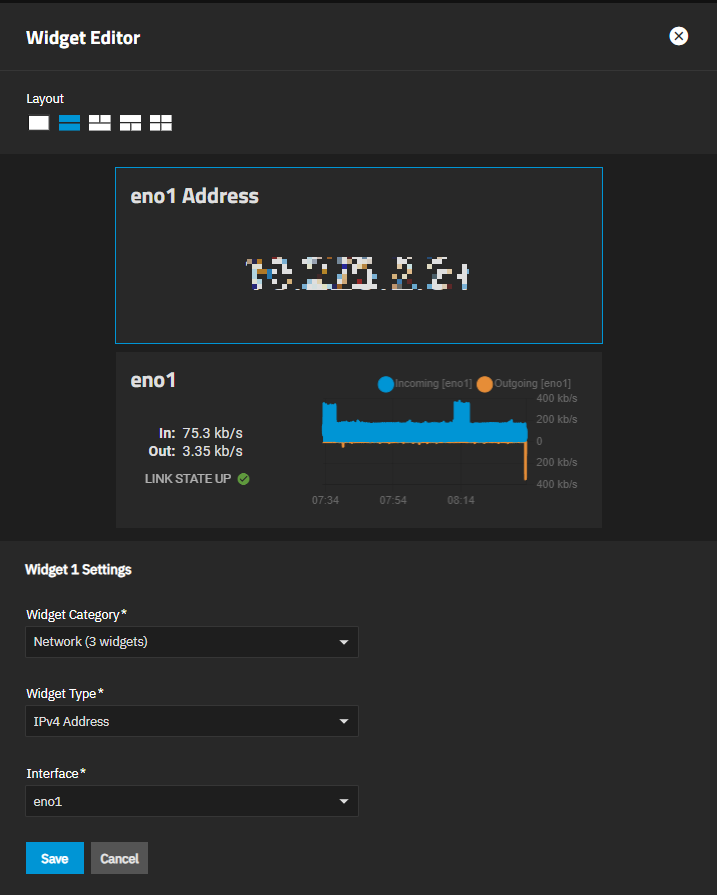 Widget Editor
Layout
eno1 Address
eno1
Incoming [eno1] Outgoing [eno1]
In: 75.3 kb/s
Out: 3.35 kb/s
LINK STATE UP
400 kb/s
200 kb/s
0
200 kb/s
400 kb/s
07:34 07:54 08:14
Widget 1 Settings
Widget Category*
Network (3 widgets)
Widget Type*
IPv4 Address
Interface*
eno1
Save Cancel